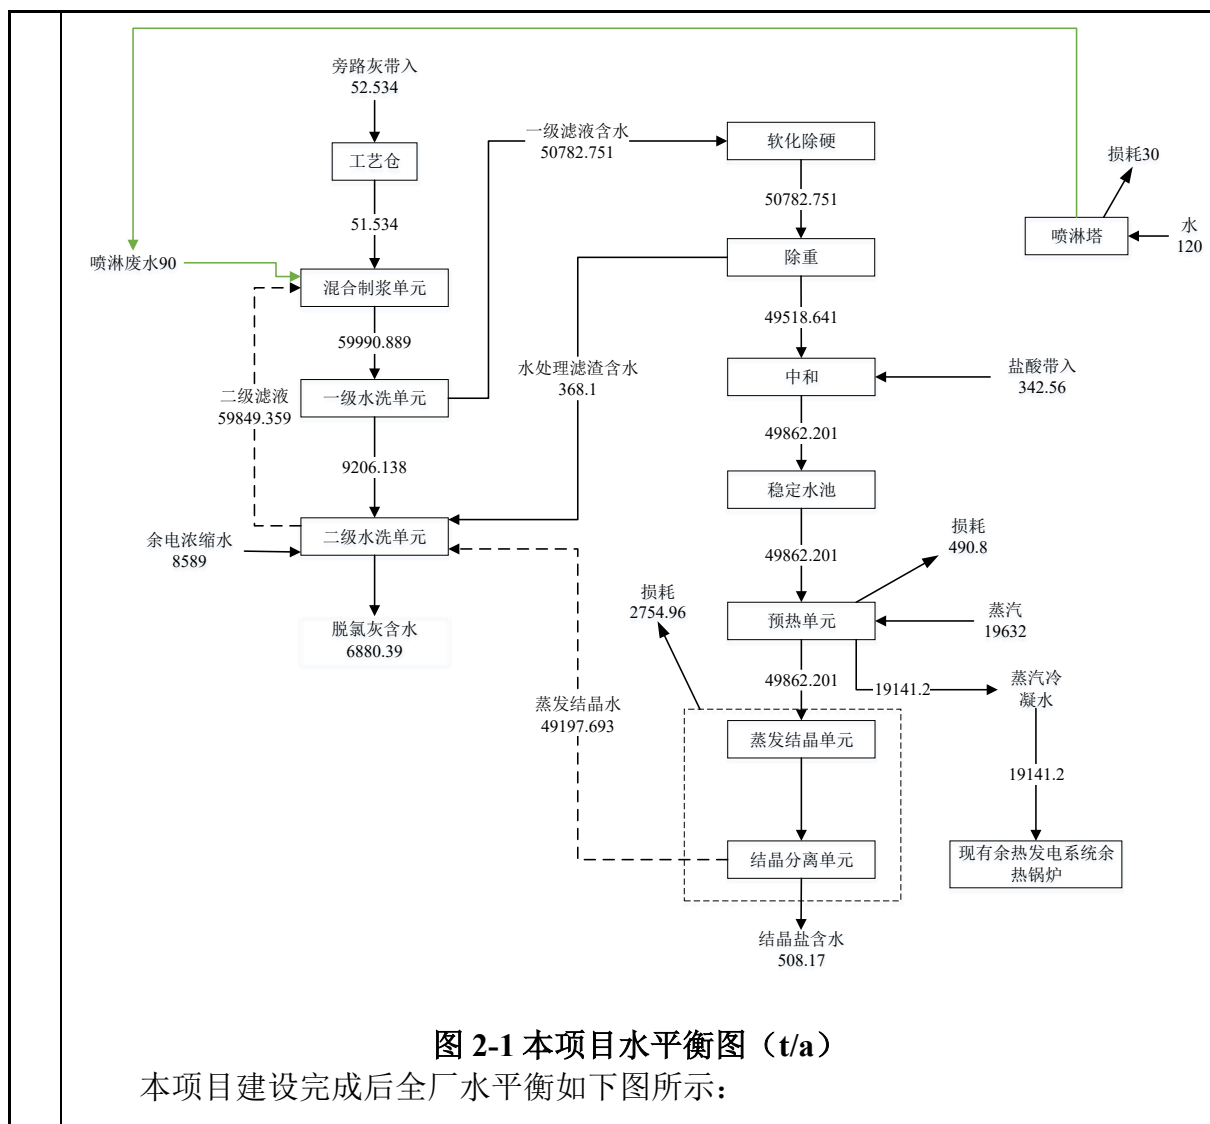 旁路灰带入
52.534
工艺仓
51.534
喷淋废水90
混合制浆单元
59990.889
一级水洗单元
二级滤液
59849.359
9206.138
余电浓缩水
8589
二级水洗单元
脱氯灰含水
6880.39
一级滤液含水
50782.751
软化除硬
50782.751
除重
49518.641
水处理滤渣含水
368.1
中和
盐酸带入
342.56
49862.201
稳定水池
49862.201
损耗
490.8
预热单元
蒸汽
19632
损耗
2754.96
49862.201
19141.2
蒸汽冷
凝水
蒸发结晶水
49197.693
蒸发结晶单元
19141.2
结晶分离单元
现有余热发电系统余
热锅炉
结晶盐含水
508.17
损耗30
喷淋塔
水
120
图 2-1 本项目水平衡图（t/a）
本项目建设完成后全厂水平衡如下图所示：